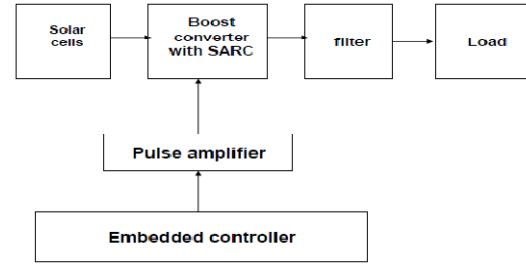 Solar
cells
Boost
converter
with SARC
filter
Load
Pulse amplifier
Embedded controller